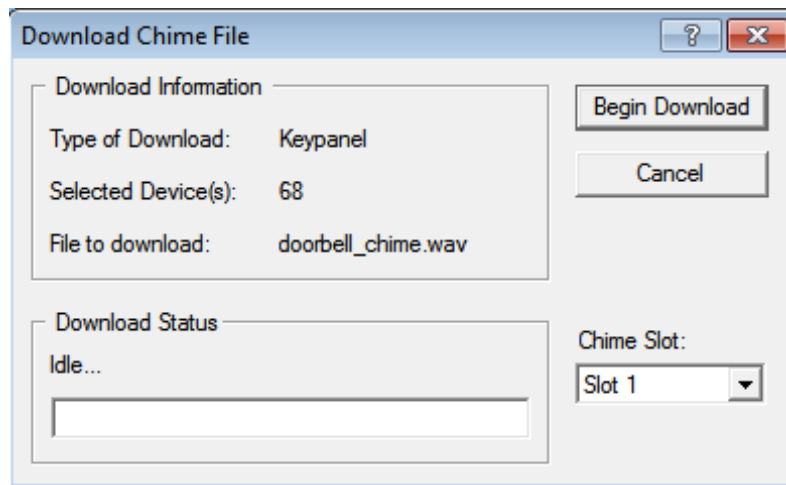 Download Chime File
Download Information
Type of Download: Keypanel
Selected Device(s): 68
File to download: doorbell_chime.wav
Begin Download
Cancel
Download Status
Idle...
Chime Slot:
Slot 1